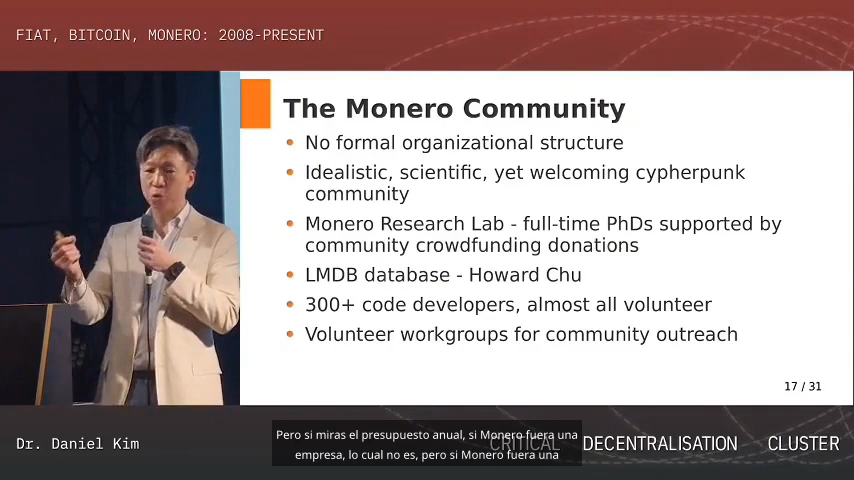 FIAT, BITCOIN, MONERO: 2008-PRESENT
The Monero Community
• No formal organizational structure
• Idealistic, scientific, yet welcoming cypherpunk
community
• Monero Research Lab - full-time PhDs supported by
community crowdfunding donations
• LMDB database - Howard Chu
• 300+ code developers, almost all volunteer
• Volunteer workgroups for community outreach
17 / 31
Dr. Daniel Kim
CRITICAL DECENTRALISATION CLUSTER
Pero si miras el presupuesto anual, si Monero fuera una
empresa, lo cual no es, pero si Monero fuera una